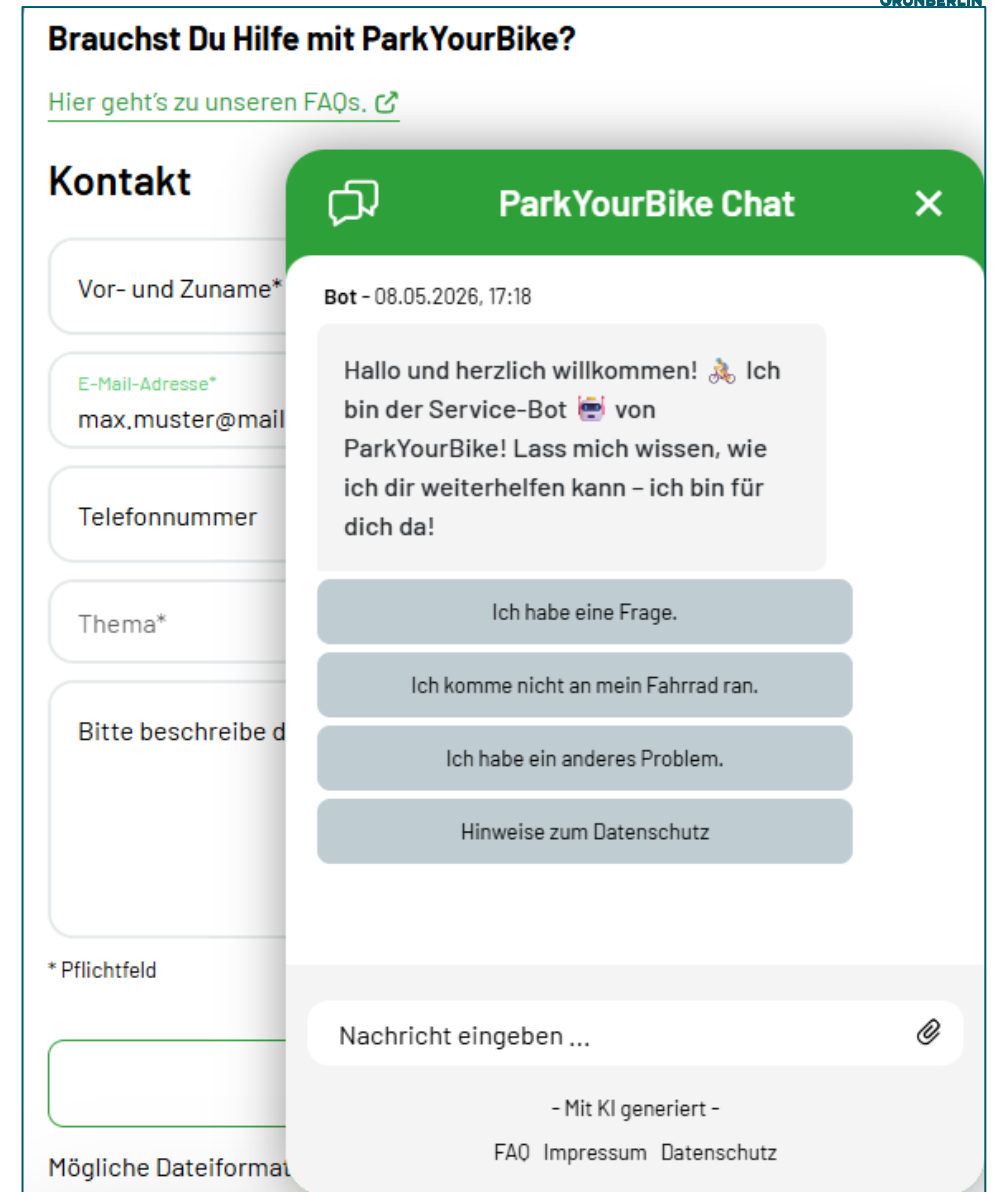 GRÜNBERLIN
Brauchst Du Hilfe mit ParkYourBike?
Hier geht's zu unseren FAQs.
Kontakt
Vor- und Zuname*
E-Mail-Adresse*
max.muster@mail
Telefonnummer
Thema*
Bitte beschreibe d
* Pflichtfeld
Mögliche Dateiformat
ParkYourBike Chat
Bot - 08.05.2026, 17:18
Hallo und herzlich willkommen! 🚴 Ich
bin der Service-Bot 🤖 von
ParkYourBike! Lass mich wissen, wie
ich dir weiterhelfen kann – ich bin für
dich da!
Ich habe eine Frage.
Ich komme nicht an mein Fahrrad ran.
Ich habe ein anderes Problem.
Hinweise zum Datenschutz
Nachricht eingeben ...
- Mit KI generiert -
FAQ Impressum Datenschutz